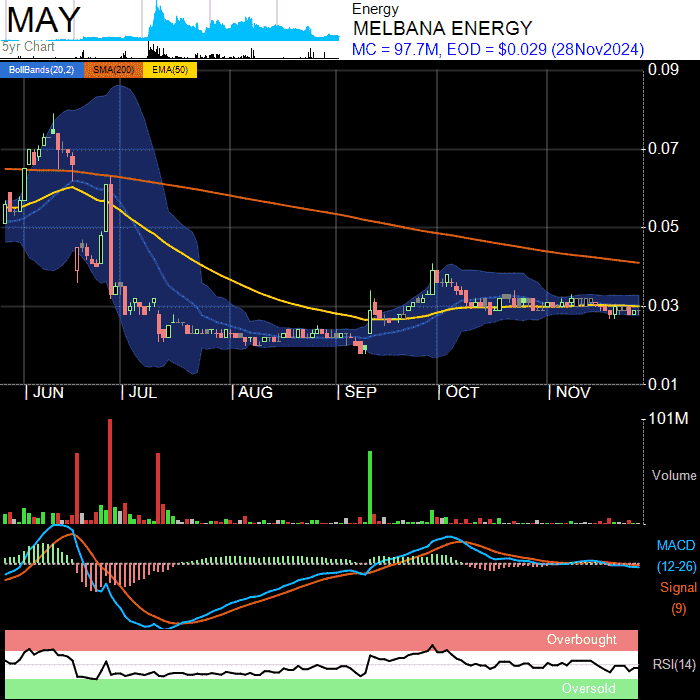 MAY
5yr Chart
Energy
MELBANA ENERGY
MC = 97.7M, EOD = $0.029 (28Nov2024)
BollBands(20,2) SMA(200) EMA(50)
0.09
0.07
0.05
0.03
0.01
JUN JUL AUG SEP OCT NOV
101M
Volume
MACD
(12-26)
Signal
(9)
Overbought
RSI(14)
Oversold